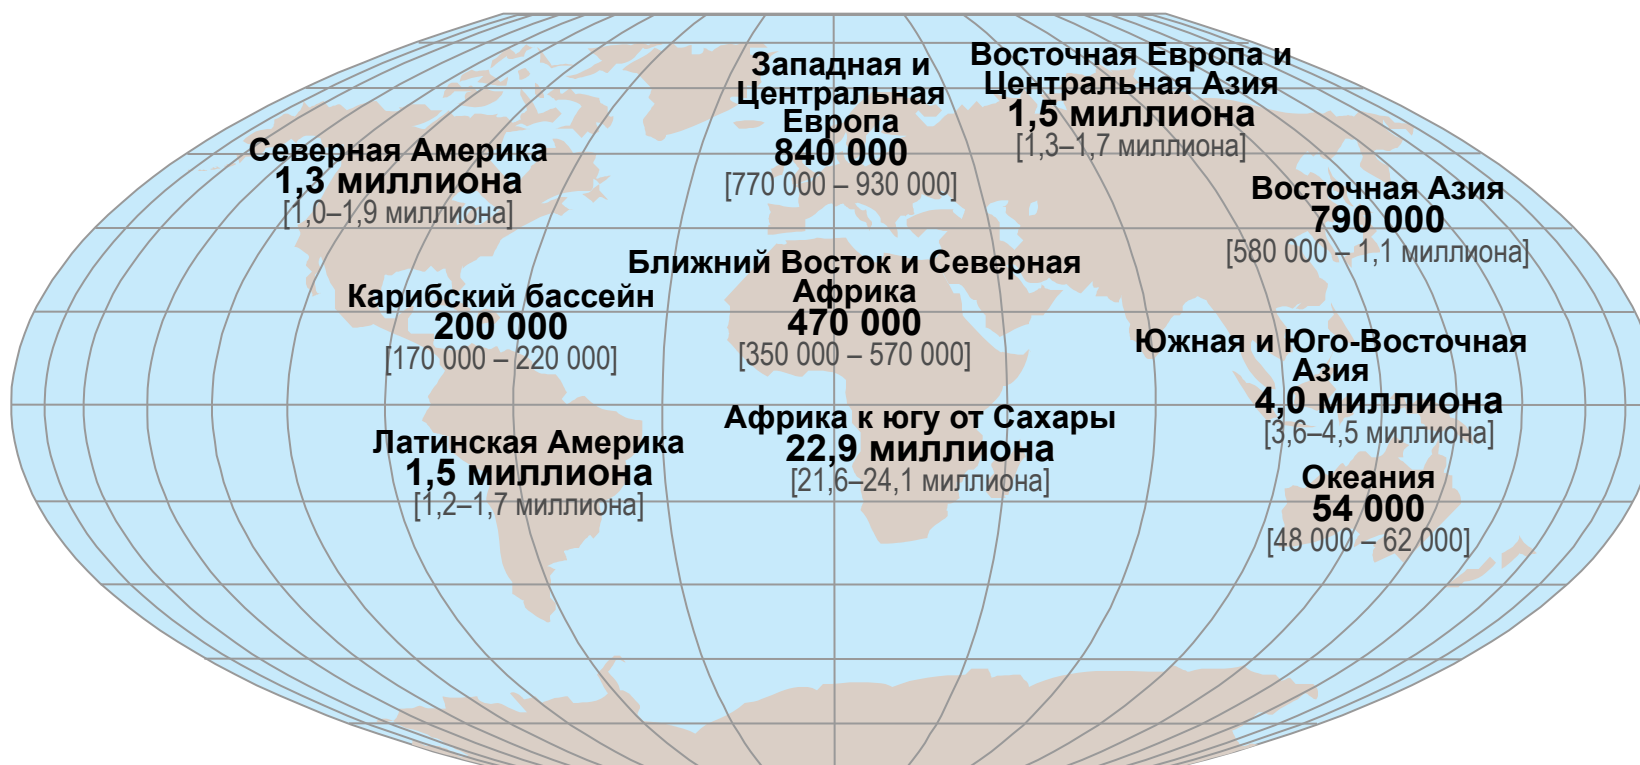 Западная и
Центральная
Европа
840 000
[770 000 – 930 000]
Восточная Европа и
Центральная Азия
1,5 миллиона
[1,3–1,7 миллиона]
Северная Америка
1,3 миллиона
[1,0–1,9 миллиона]
Восточная Азия
790 000
[580 000 – 1,1 миллиона]
Ближний Восток и Северная
Африка
470 000
[350 000 – 570 000]
Карибский бассейн
200 000
[170 000 – 220 000]
Южная и Юго-Восточная
Азия
4,0 миллиона
[3,6–4,5 миллиона]
Африка к югу от Сахары
22,9 миллиона
[21,6–24,1 миллиона]
Латинская Америка
1,5 миллиона
[1,2–1,7 миллиона]
Океания
54 000
[48 000 – 62 000]